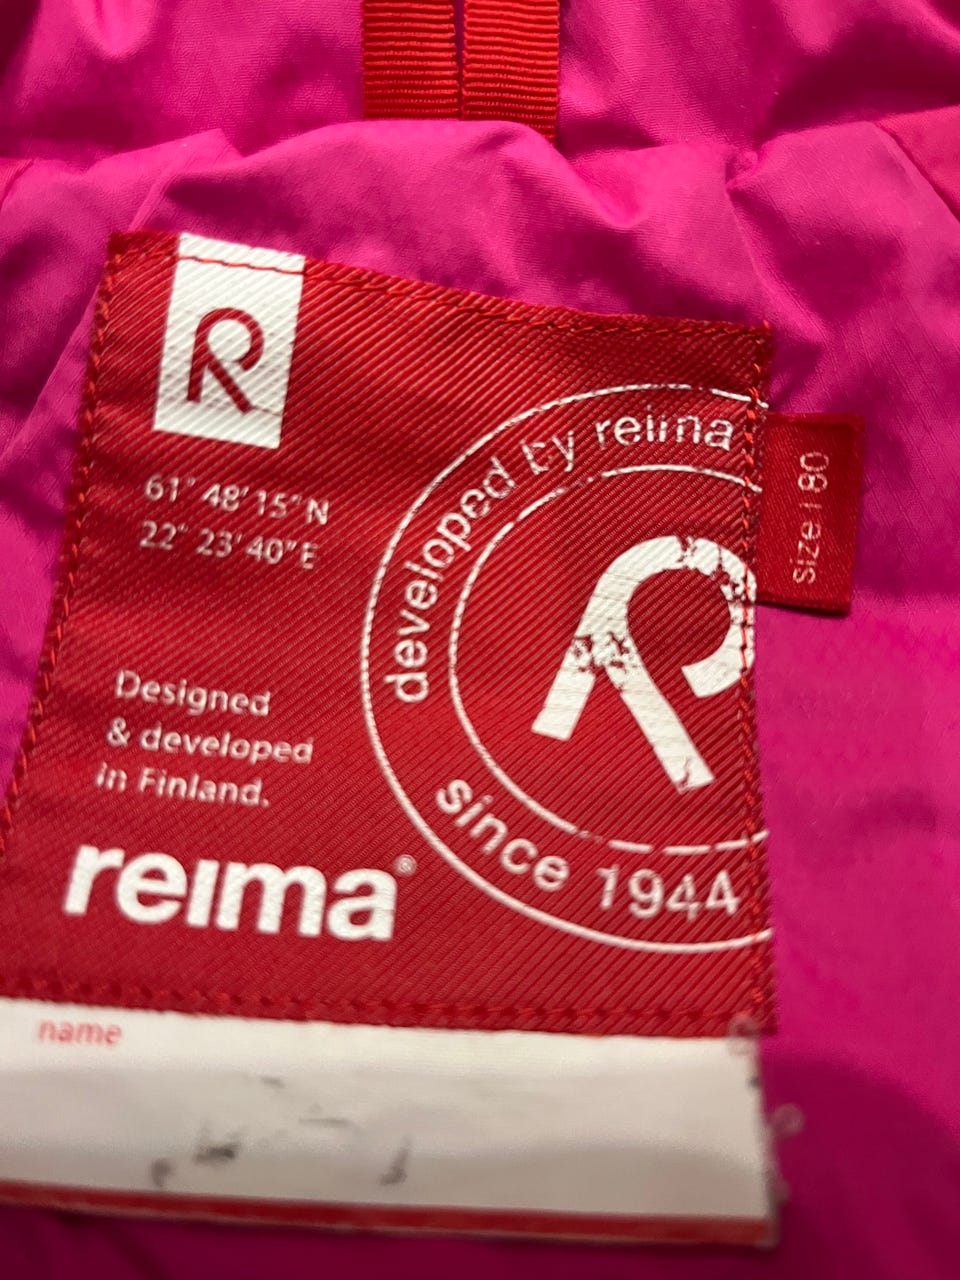 R
61° 48' 15" N
22° 23' 40" E
developed by reima
R
since 1944
Size | 80
Designed
& developed
in Finland.
reima®
name